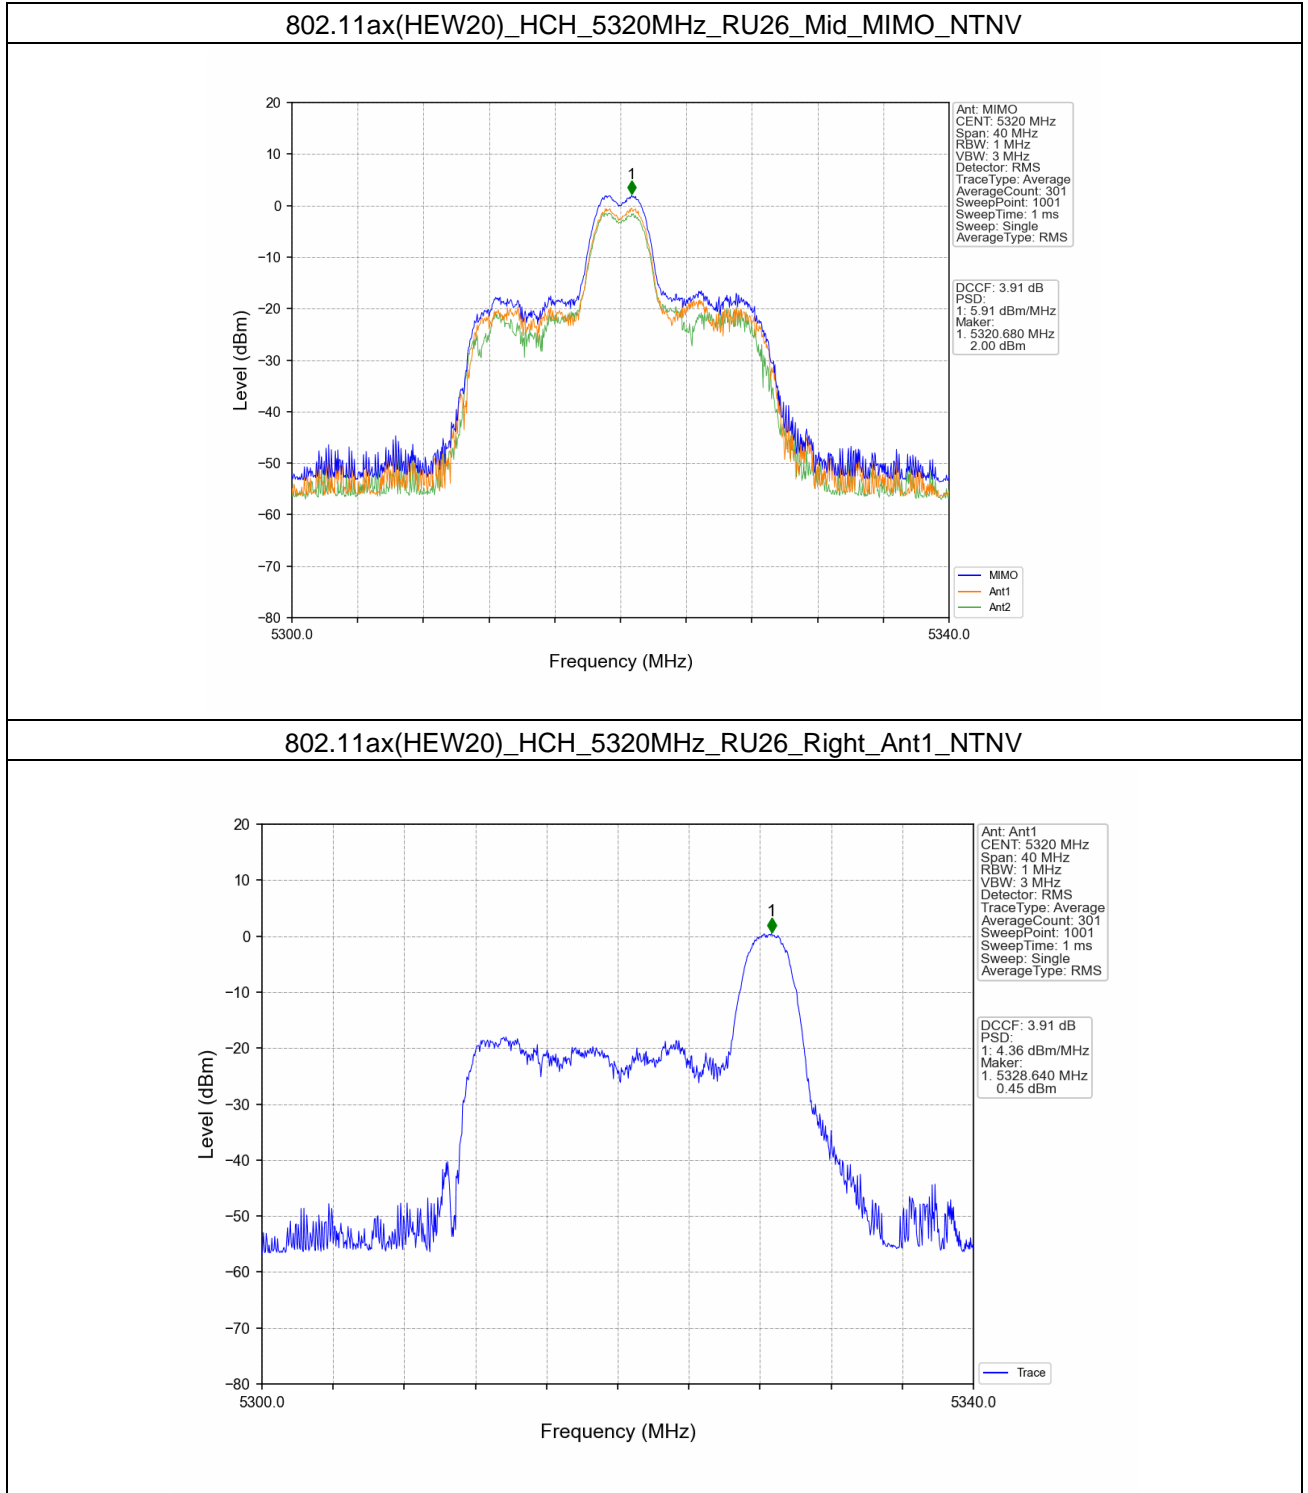 802.11ax(HEW20)_HCH_5320MHz_RU26_Mid_MIMO_NTNV
20
10
0
−10
−20
−30
−40
−50
−60
−70
−80
Level (dBm)
1
5300.0
5340.0
Frequency (MHz)
Ant: MIMO
CENT: 5320 MHz
Span: 40 MHz
RBW: 1 MHz
VBW: 3 MHz
Detector: RMS
TraceType: Average
AverageCount: 301
SweepPoint: 1001
SweepTime: 1 ms
Sweep: Single
AverageType: RMS
DCCF: 3.91 dB
PSD:
1: 5.91 dBm/MHz
Maker:
1. 5320.680 MHz
2.00 dBm
MIMO
Ant1
Ant2
802.11ax(HEW20)_HCH_5320MHz_RU26_Right_Ant1_NTNV
20
10
0
−10
−20
−30
−40
−50
−60
−70
−80
Level (dBm)
1
5300.0
5340.0
Frequency (MHz)
Ant: Ant1
CENT: 5320 MHz
Span: 40 MHz
RBW: 1 MHz
VBW: 3 MHz
Detector: RMS
TraceType: Average
AverageCount: 301
SweepPoint: 1001
SweepTime: 1 ms
Sweep: Single
AverageType: RMS
DCCF: 3.91 dB
PSD:
1: 4.36 dBm/MHz
Maker:
1. 5328.640 MHz
0.45 dBm
Trace